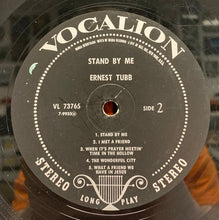 VOCALION
STAND BY ME
ERNEST TUBB
VL 73765
7-9953
SIDE 2
1. STAND BY ME
2. I MET A FRIEND
3. WHEN IT'S PRAYER MEETIN'
TIME IN THE HOLLOW
4. THE WONDERFUL CITY
5. WHAT A FRIEND WE
HAVE IN JESUS
STEREO
STEREO
LONG PLAY